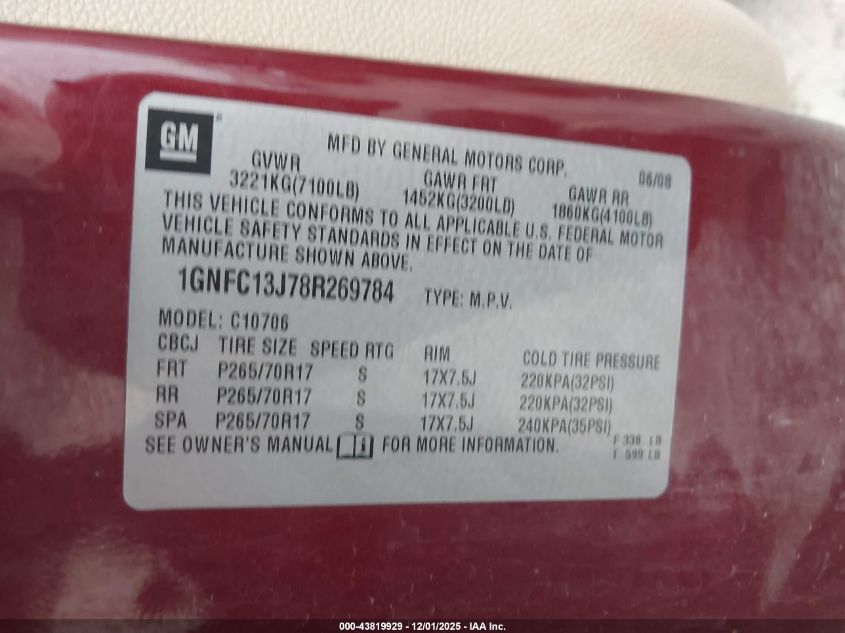 GM
MFD BY GENERAL MOTORS CORP. 06/08
GVWR GAWR FRT GAWR RR
3221KG(7100LB) 1452KG(3200LB) 1860KG(4100LB)
THIS VEHICLE CONFORMS TO ALL APPLICABLE U.S. FEDERAL MOTOR
VEHICLE SAFETY STANDARDS IN EFFECT ON THE DATE OF
MANUFACTURE SHOWN ABOVE.
1GNFC13J78R269784 TYPE: M.P.V.
MODEL: C10706
CBCJ TIRE SIZE SPEED RTG RIM COLD TIRE PRESSURE
FRT P265/70R17 S 17X7.5J 220KPA(32PSI)
RR P265/70R17 S 17X7.5J 220KPA(32PSI)
SPA P265/70R17 S 17X7.5J 240KPA(35PSI)
SEE OWNER'S MANUAL FOR MORE INFORMATION.
F 338 LB
T 599 LB
000-43819929 - 12/01/2025 - IAA Inc.